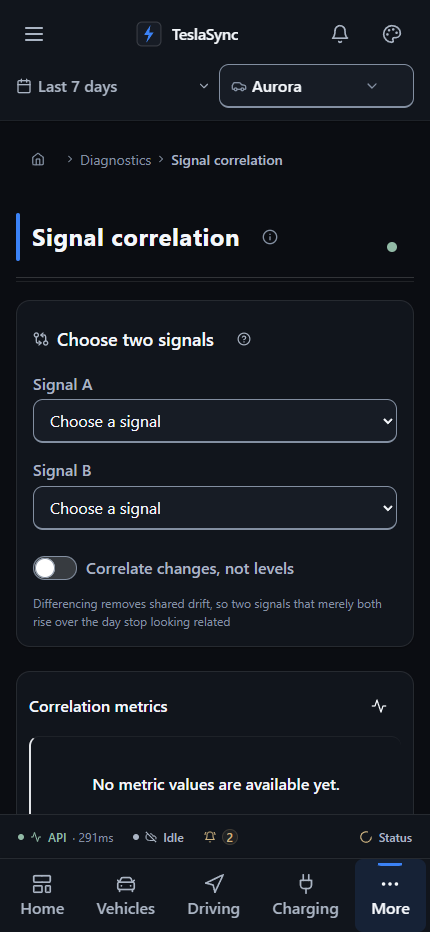 TeslaSync
Last 7 days
Aurora
Diagnostics
Signal correlation
Signal correlation
Choose two signals
Signal A
Choose a signal
Signal B
Choose a signal
Correlate changes, not levels
Differencing removes shared drift, so two signals that merely both
rise over the day stop looking related
Correlation metrics
No metric values are available yet.
API · 291ms
Idle
2
Status
Home
Vehicles
Driving
Charging
More